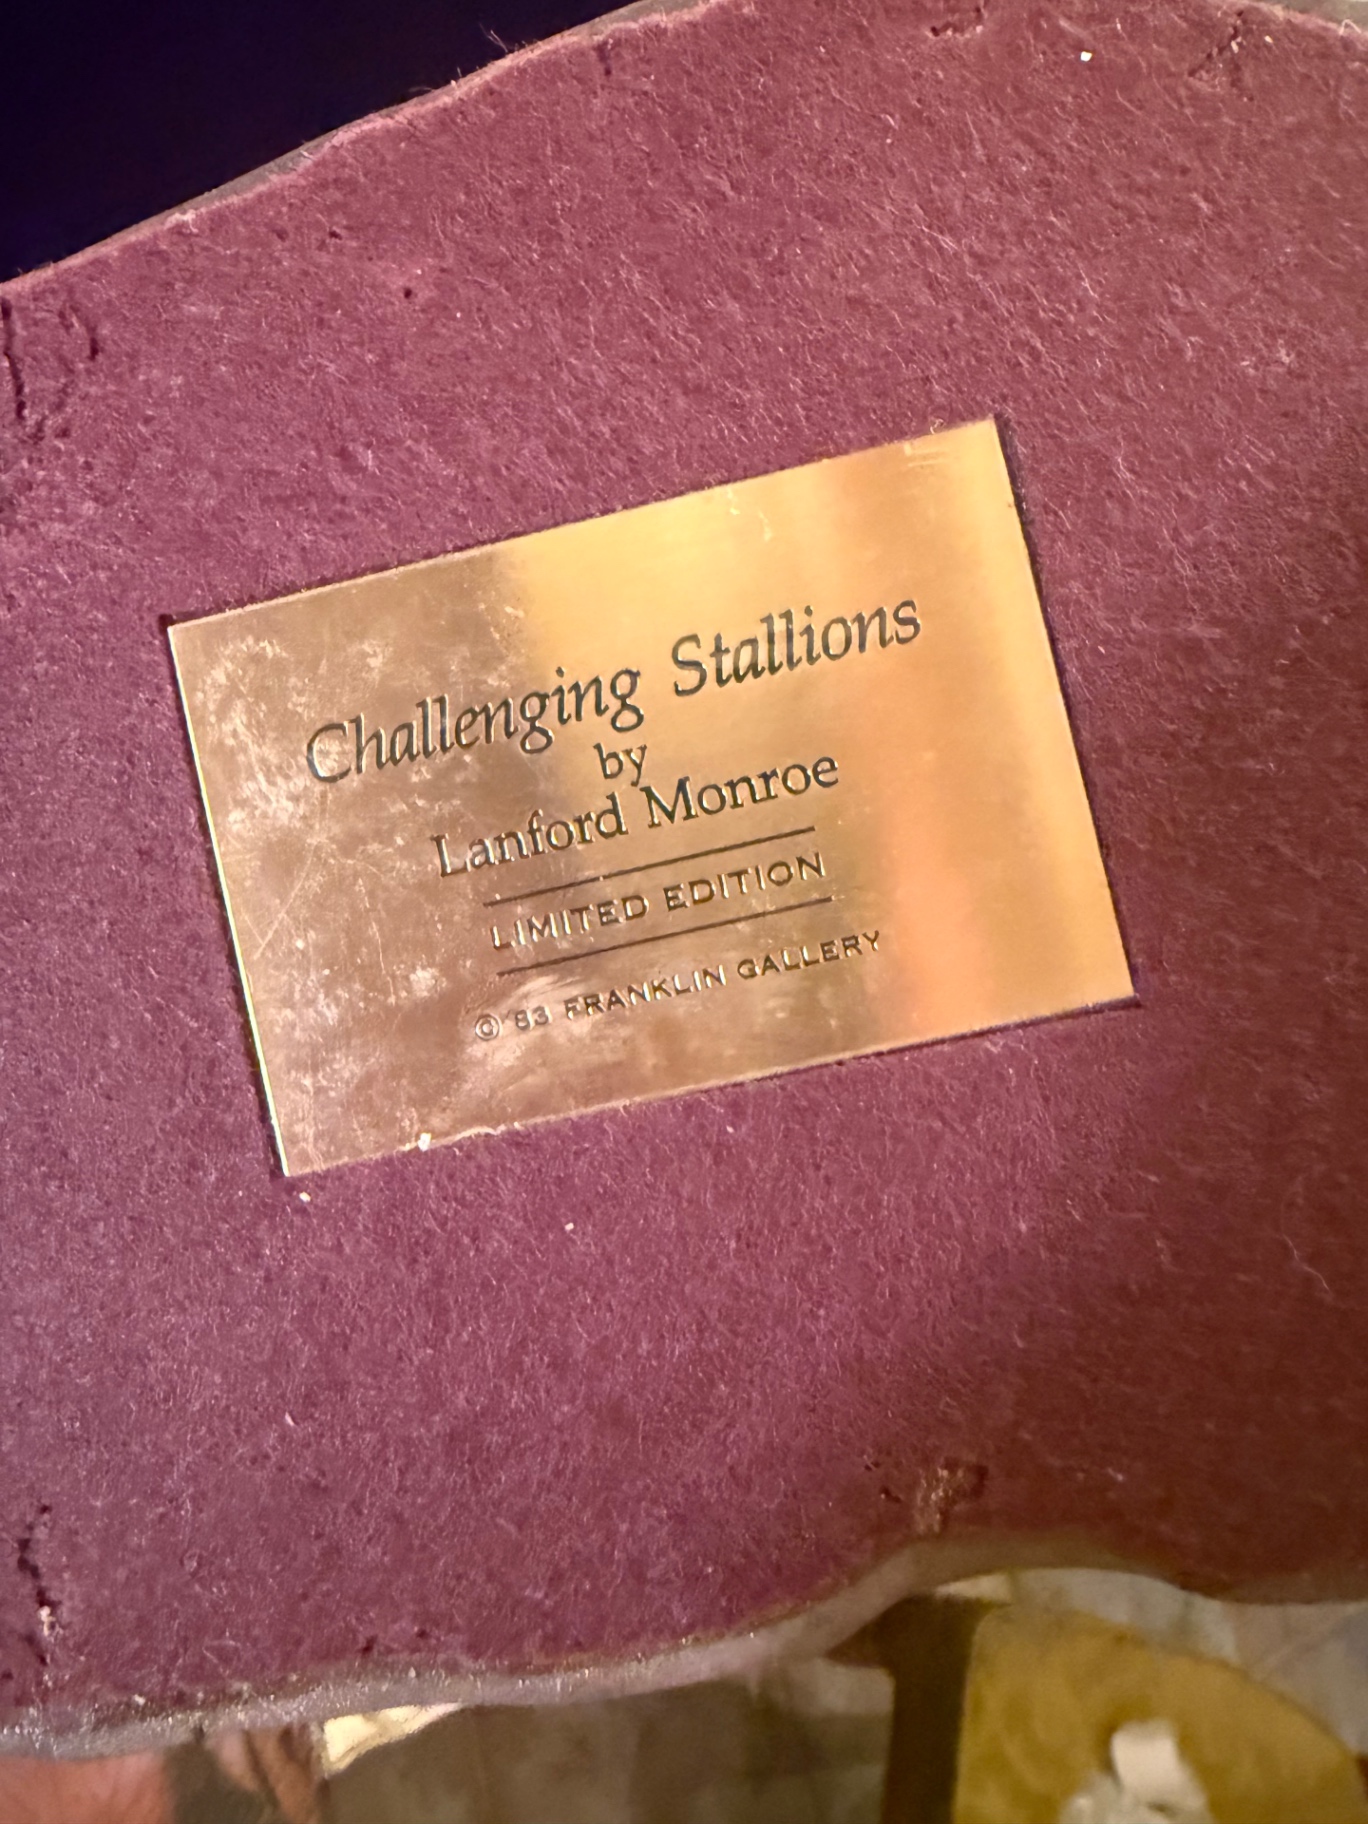 Challenging Stallions
by
Lanford Monroe
LIMITED EDITION
© '83 FRANKLIN GALLERY